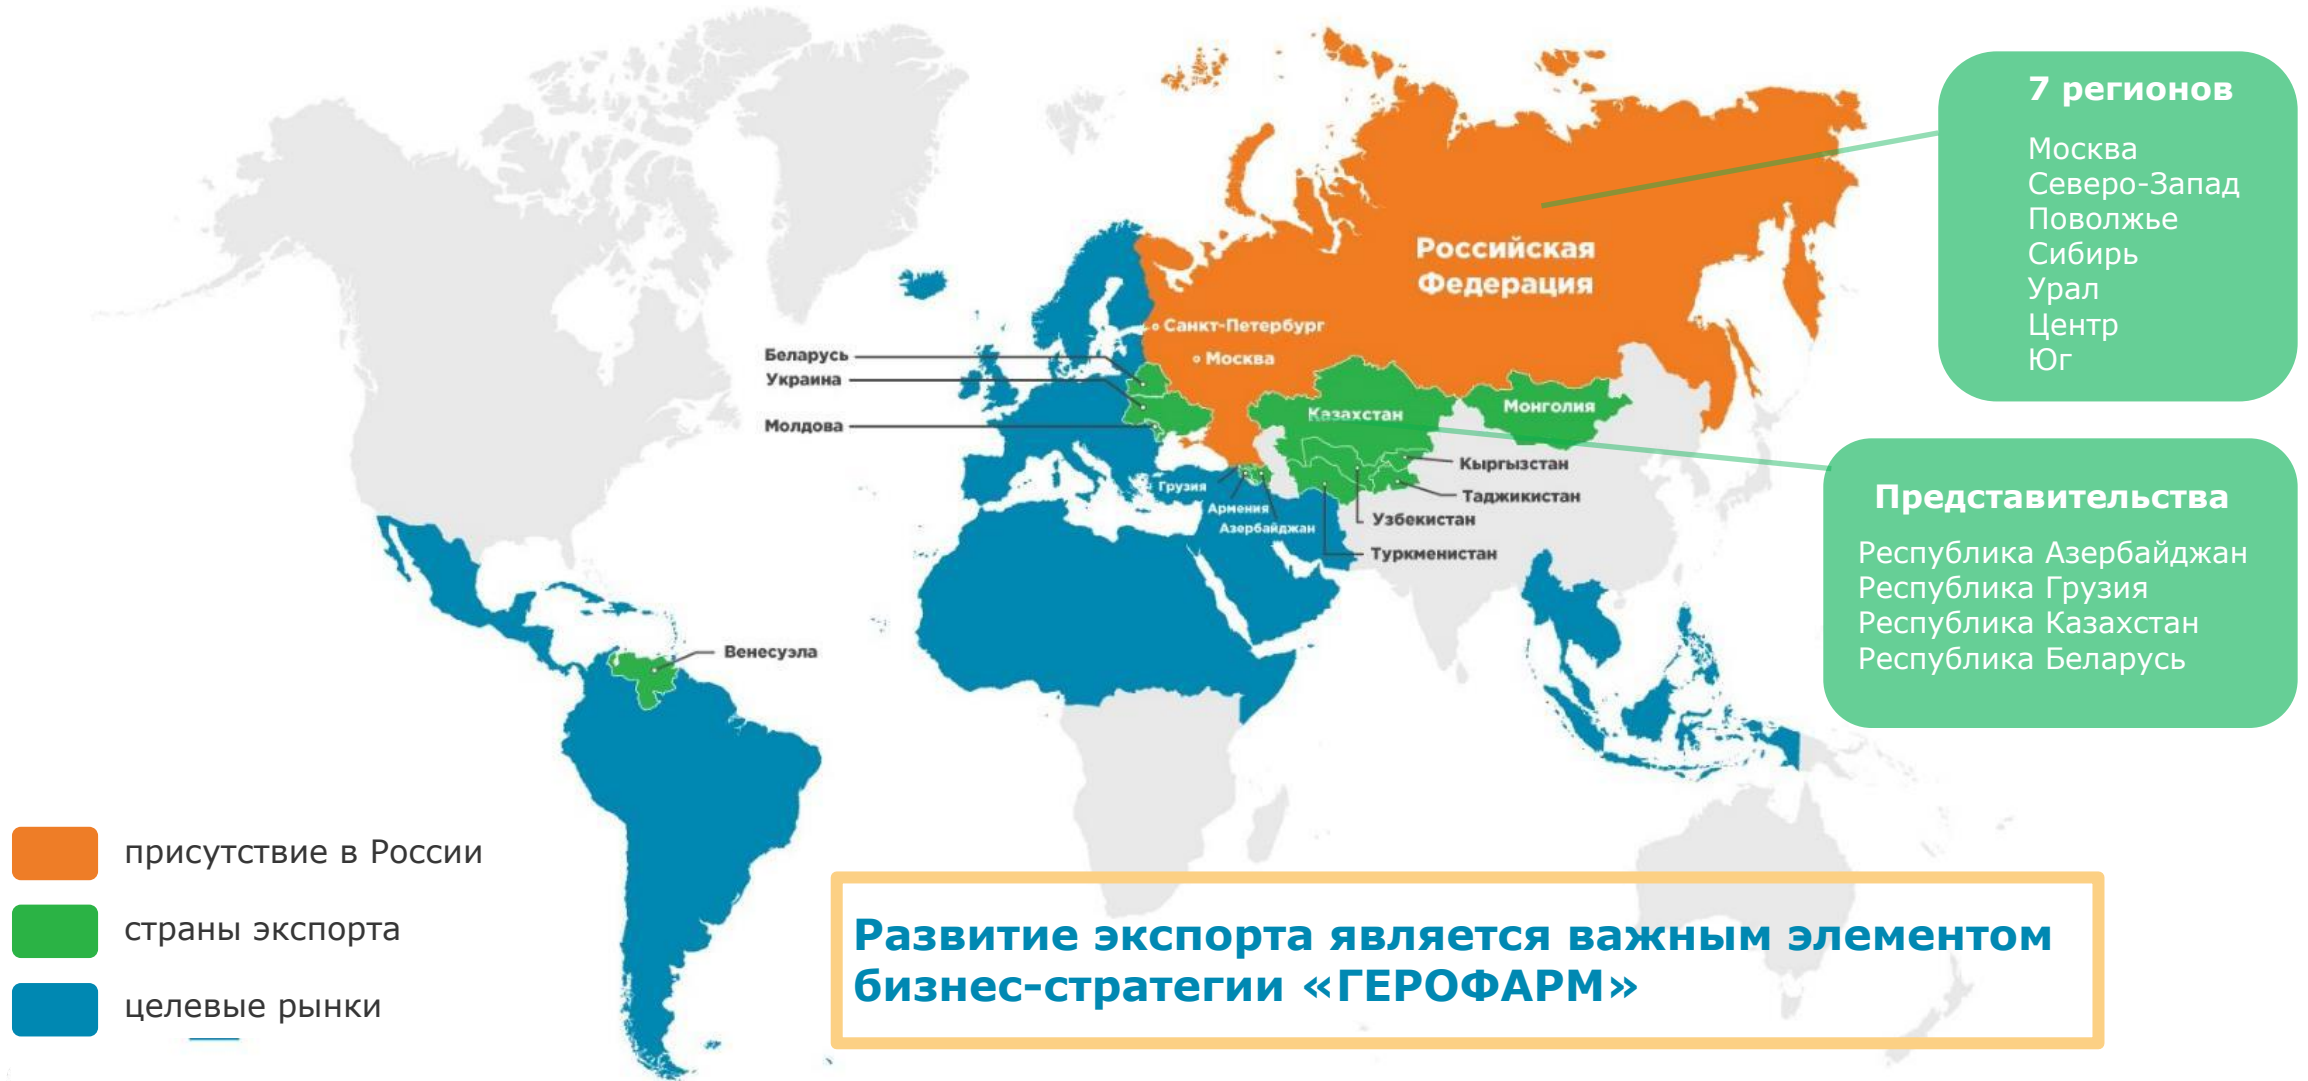 7 регионов
Москва
Северо-Запад
Поволжье
Сибирь
Урал
Центр
Юг
Российская
Федерация
Санкт-Петербург
Москва
Беларусь
Украина
Молдова
Казахстан
Монголия
Кыргызстан
Таджикистан
Узбекистан
Туркменистан
Грузия
Армения
Азербайджан
Венесуэла
Представительства
Республика Азербайджан
Республика Грузия
Республика Казахстан
Республика Беларусь
присутствие в России
страны экспорта
целевые рынки
Развитие экспорта является важным элементом
бизнес-стратегии «ГЕРОФАРМ»